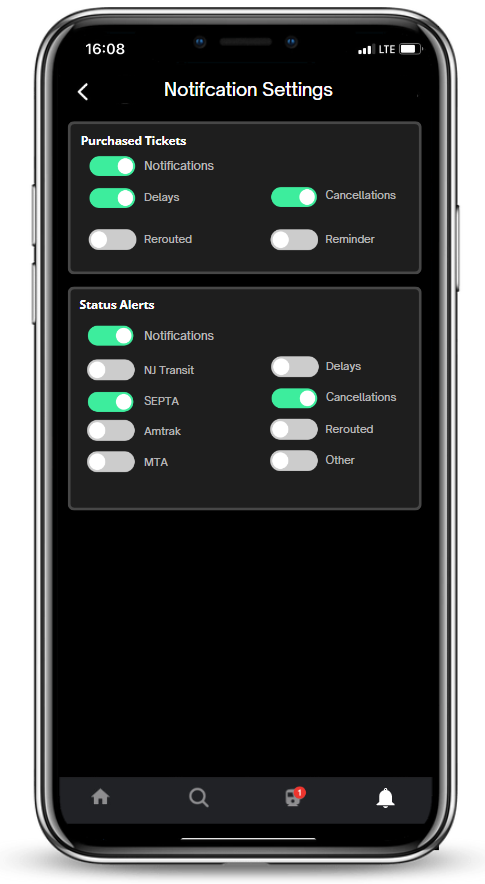 16:08
LTE
Notifcation Settings
Purchased Tickets
Notifications
Delays
Cancellations
Rerouted
Reminder
Status Alerts
Notifications
NJ Transit
Delays
SEPTA
Cancellations
Amtrak
Rerouted
MTA
Other
1